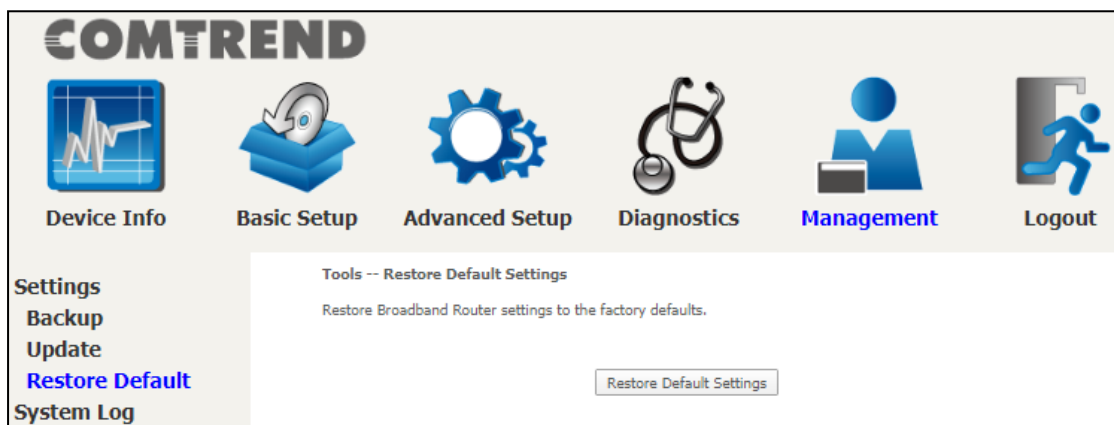 COMTREND
Device Info Basic Setup Advanced Setup Diagnostics Management Logout
Settings
Backup
Update
Restore Default
System Log
Tools -- Restore Default Settings
Restore Broadband Router settings to the factory defaults.
Restore Default Settings